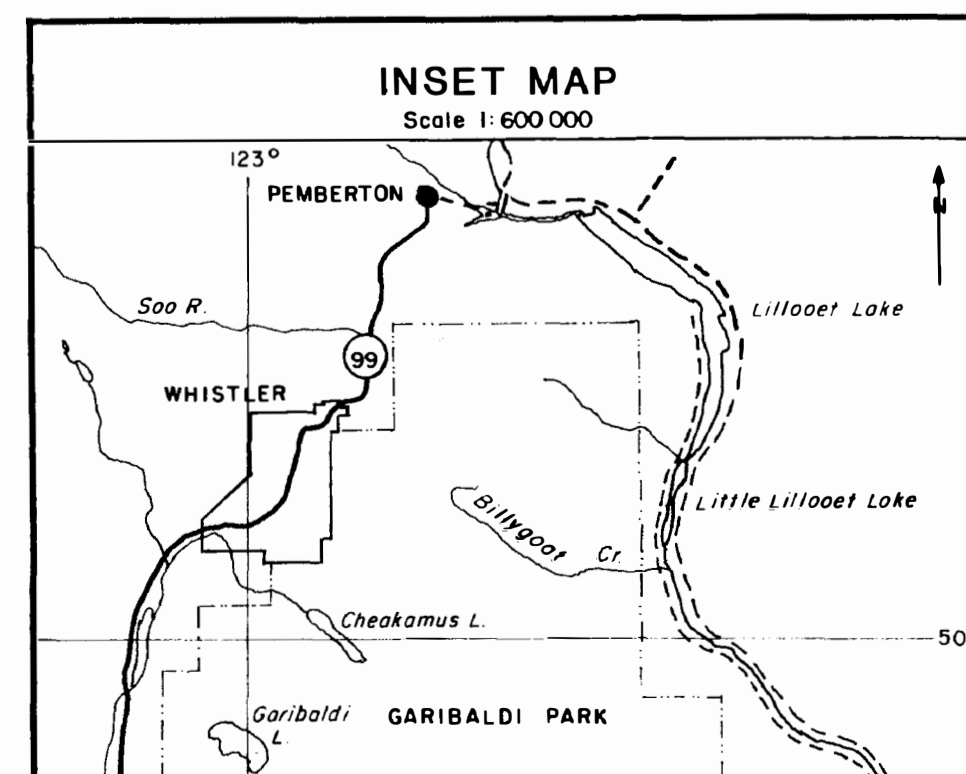 INSET MAP
Scale 1:600 000
123°
PEMBERTON
N
Soo R.
Lillooet Lake
99
WHISTLER
Billygoat Cr.
Little Lillooet Lake
Cheakamus L.
50
Garibaldi
L.
GARIBALDI PARK